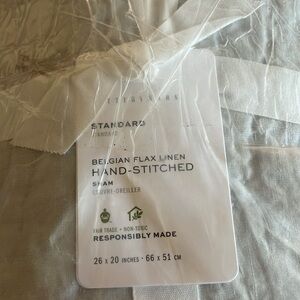 STANDARD
STANDARD
BELGIAN FLAX LINEN
HAND-STITCHED
SHAM
COUVRE-OREILLER
FAIR TRADE • NON-TOXIC
RESPONSIBLY MADE
26 x 20 INCHES • 66 x 51 CM